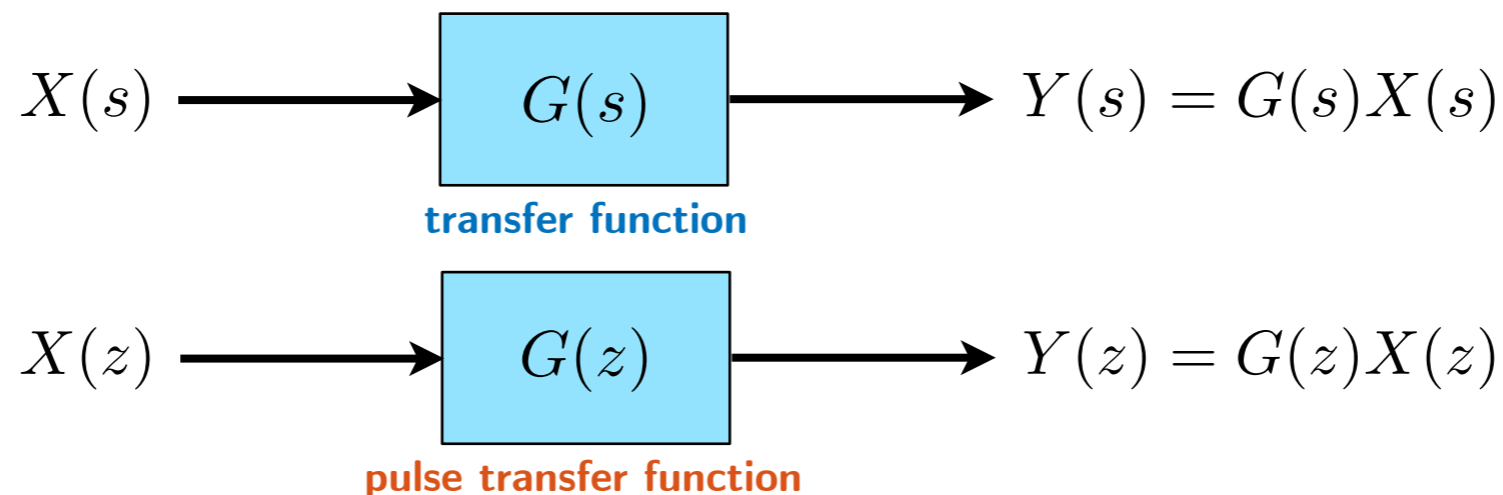 X(s) G(s) Y(s) = G(s)X(s)
transfer function
X(z) G(z) Y(z) = G(z)X(z)
pulse transfer function